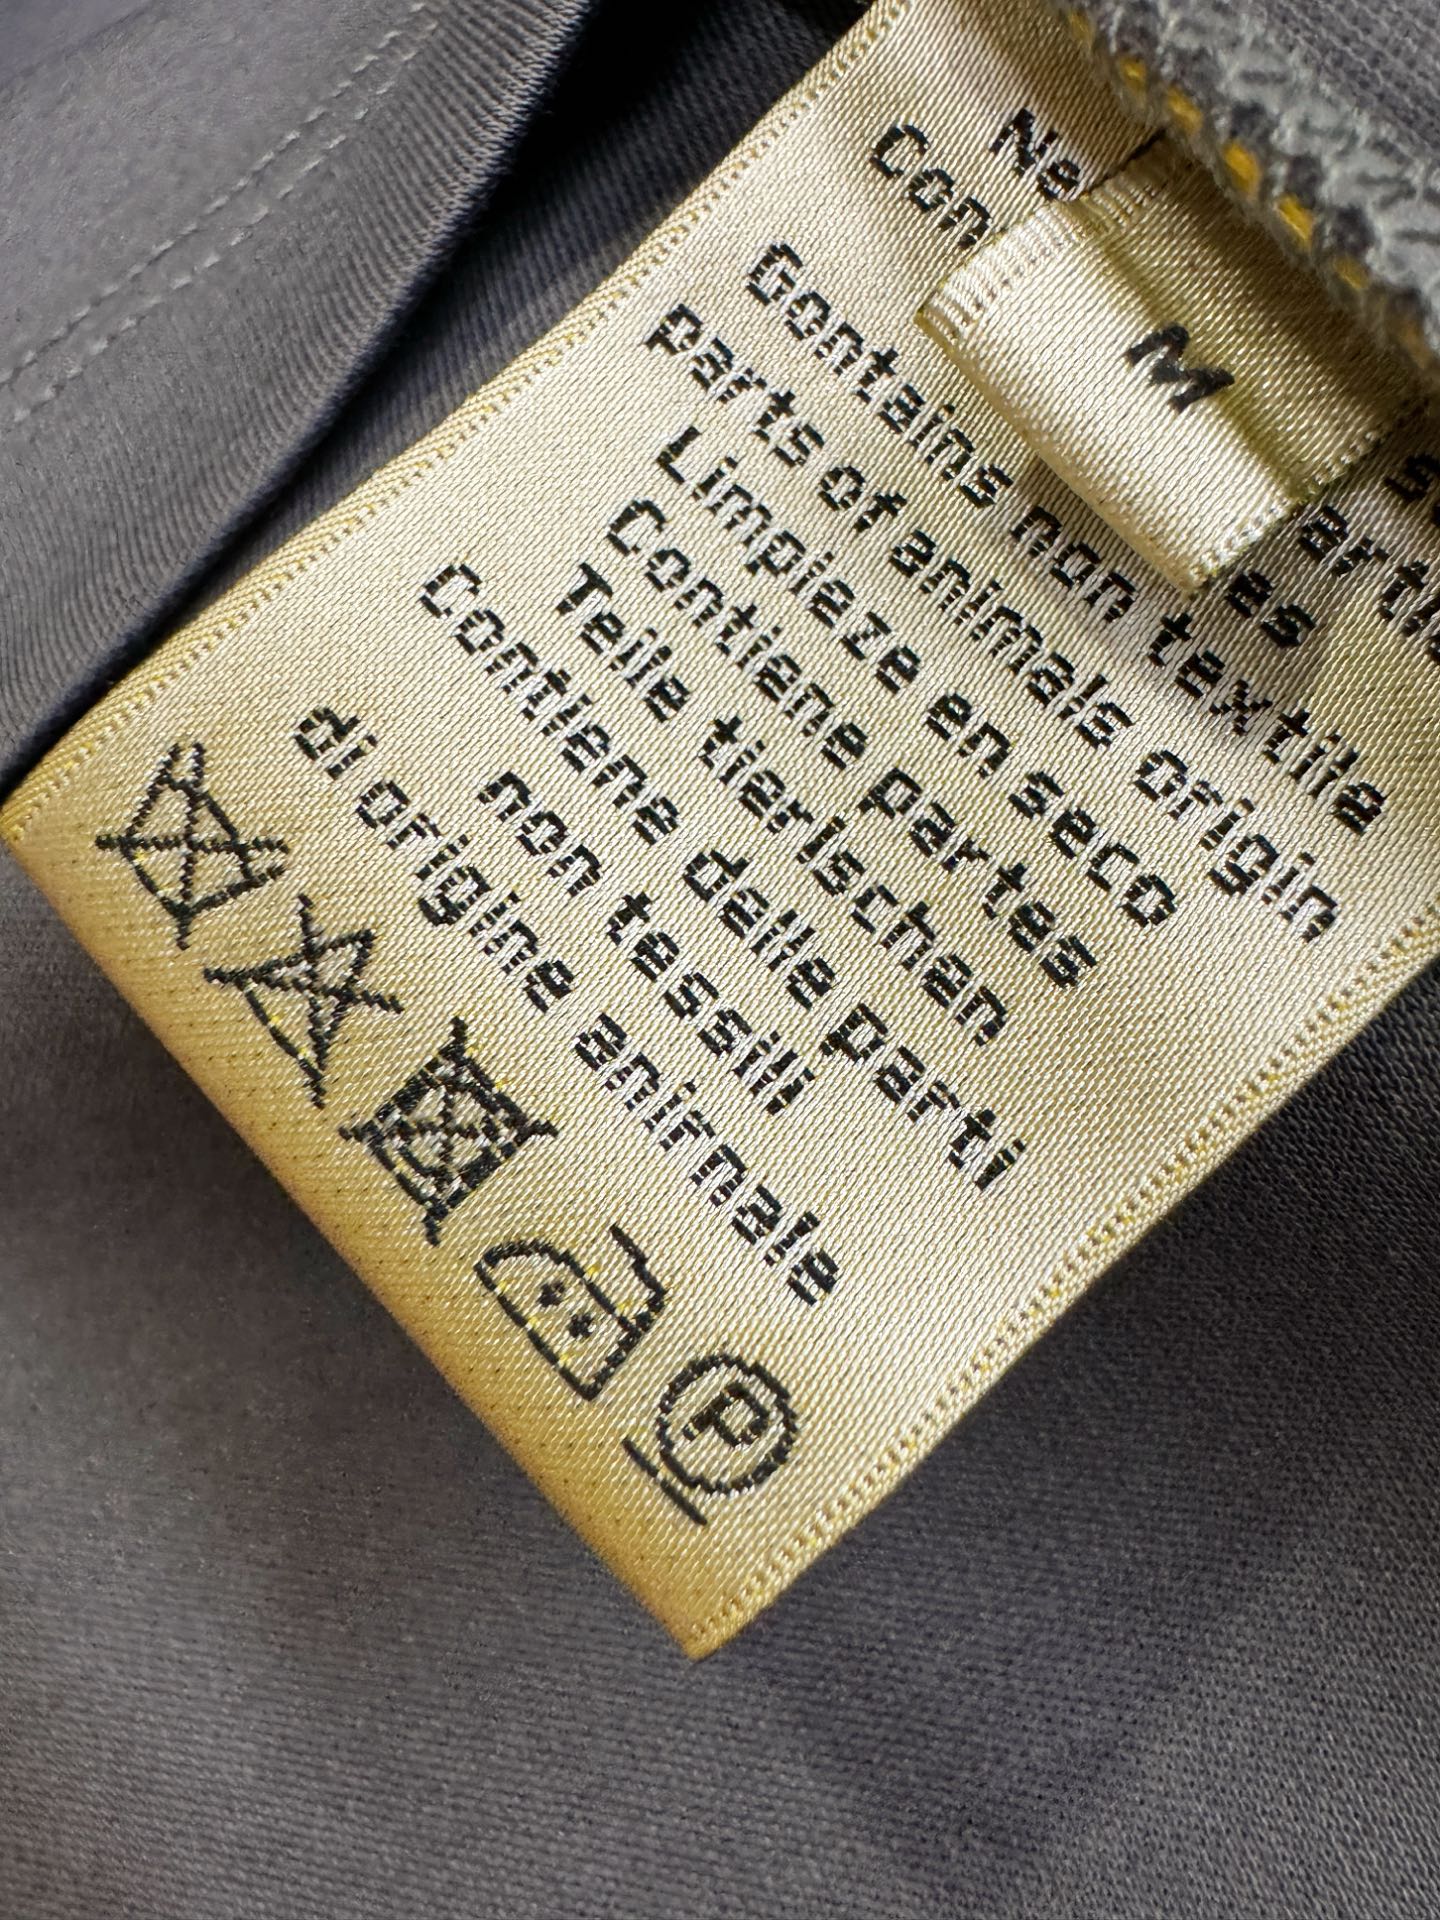 M
Contains non textile
parts of animals origin
Limpieze en seco
Contiene partes
Teile tierischan
Contiene delle parti
non tessili
di origine animale
P